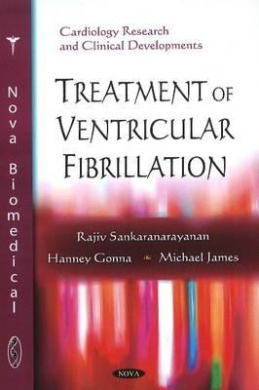 Cardiology Research
and Clinical Developments
TREATMENT OF
VENTRICULAR
FIBRILLATION
Rajiv Sankaranarayanan
Hanney Gonna Michael James
Nova Biomedical
NOVA